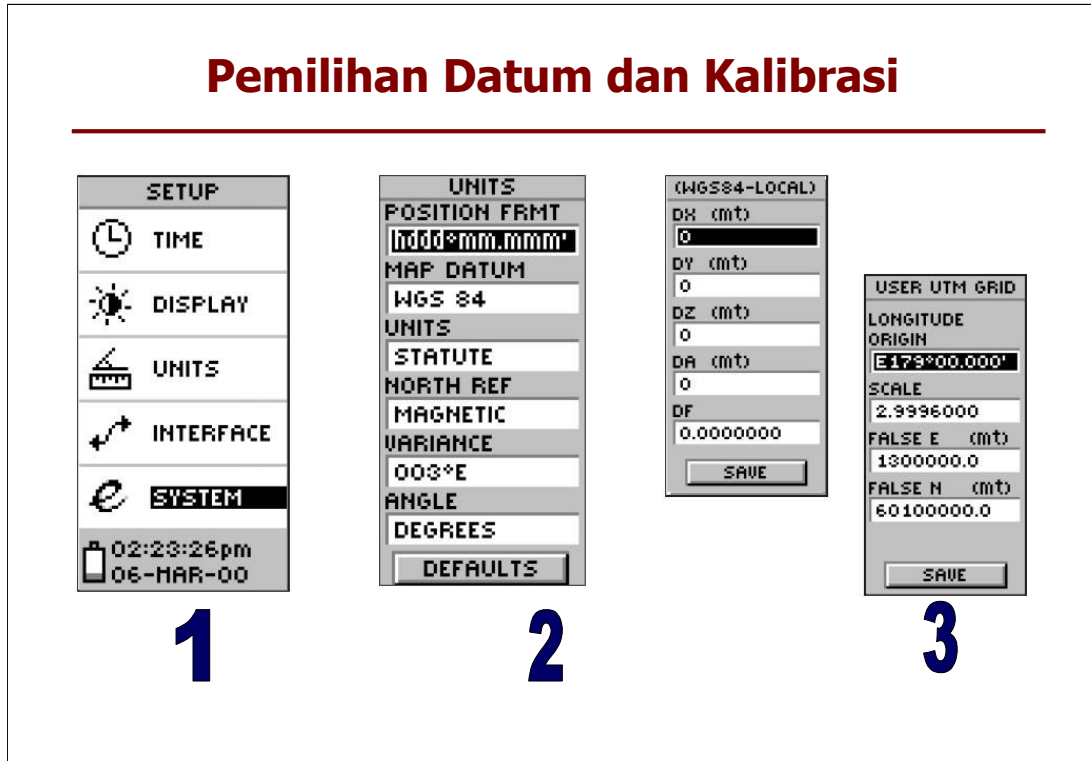 Pemilihan Datum dan Kalibrasi
SETUP
TIME
DISPLAY
UNITS
INTERFACE
SYSTEM
02:23:26pm
06-MAR-00
1
UNITS
POSITION FRMT
hddd°mm.mmm'
MAP DATUM
WGS 84
UNITS
STATUTE
NORTH REF
MAGNETIC
VARIANCE
003°E
ANGLE
DEGREES
DEFAULTS
2
(WGS84-LOCAL)
DX (mt)
0
DY (mt)
0
DZ (mt)
0
DA (mt)
0
DF
0.0000000
SAVE
USER UTM GRID
LONGITUDE
ORIGIN
E179°00.000'
SCALE
2.9996000
FALSE E (mt)
1300000.0
FALSE N (mt)
60100000.0
SAVE
3